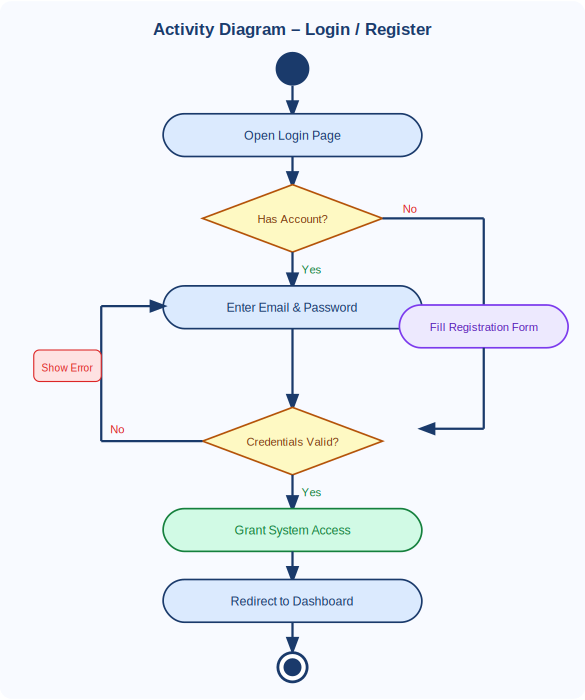 Activity Diagram – Login / Register
Open Login Page
Has Account?
No
Yes
Enter Email & Password
Fill Registration Form
Show Error
No
Credentials Valid?
Yes
Grant System Access
Redirect to Dashboard